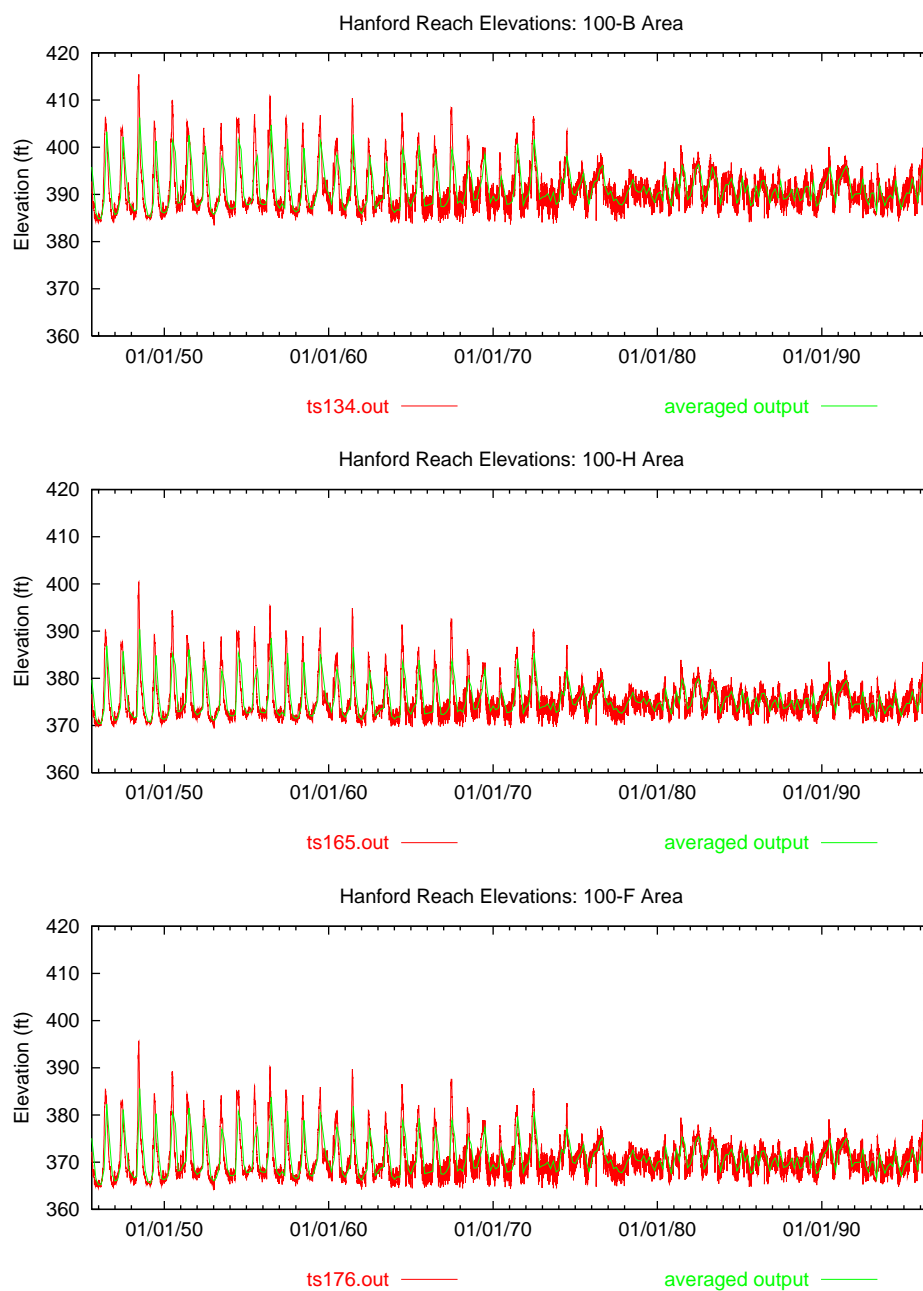 Hanford Reach Elevations: 100-B Area
420
410
400
390
380
370
360
Elevation (ft)
01/01/50 01/01/60 01/01/70 01/01/80 01/01/90
ts134.out averaged output
Hanford Reach Elevations: 100-H Area
420
410
400
390
380
370
360
Elevation (ft)
01/01/50 01/01/60 01/01/70 01/01/80 01/01/90
ts165.out averaged output
Hanford Reach Elevations: 100-F Area
420
410
400
390
380
370
360
Elevation (ft)
01/01/50 01/01/60 01/01/70 01/01/80 01/01/90
ts176.out averaged output